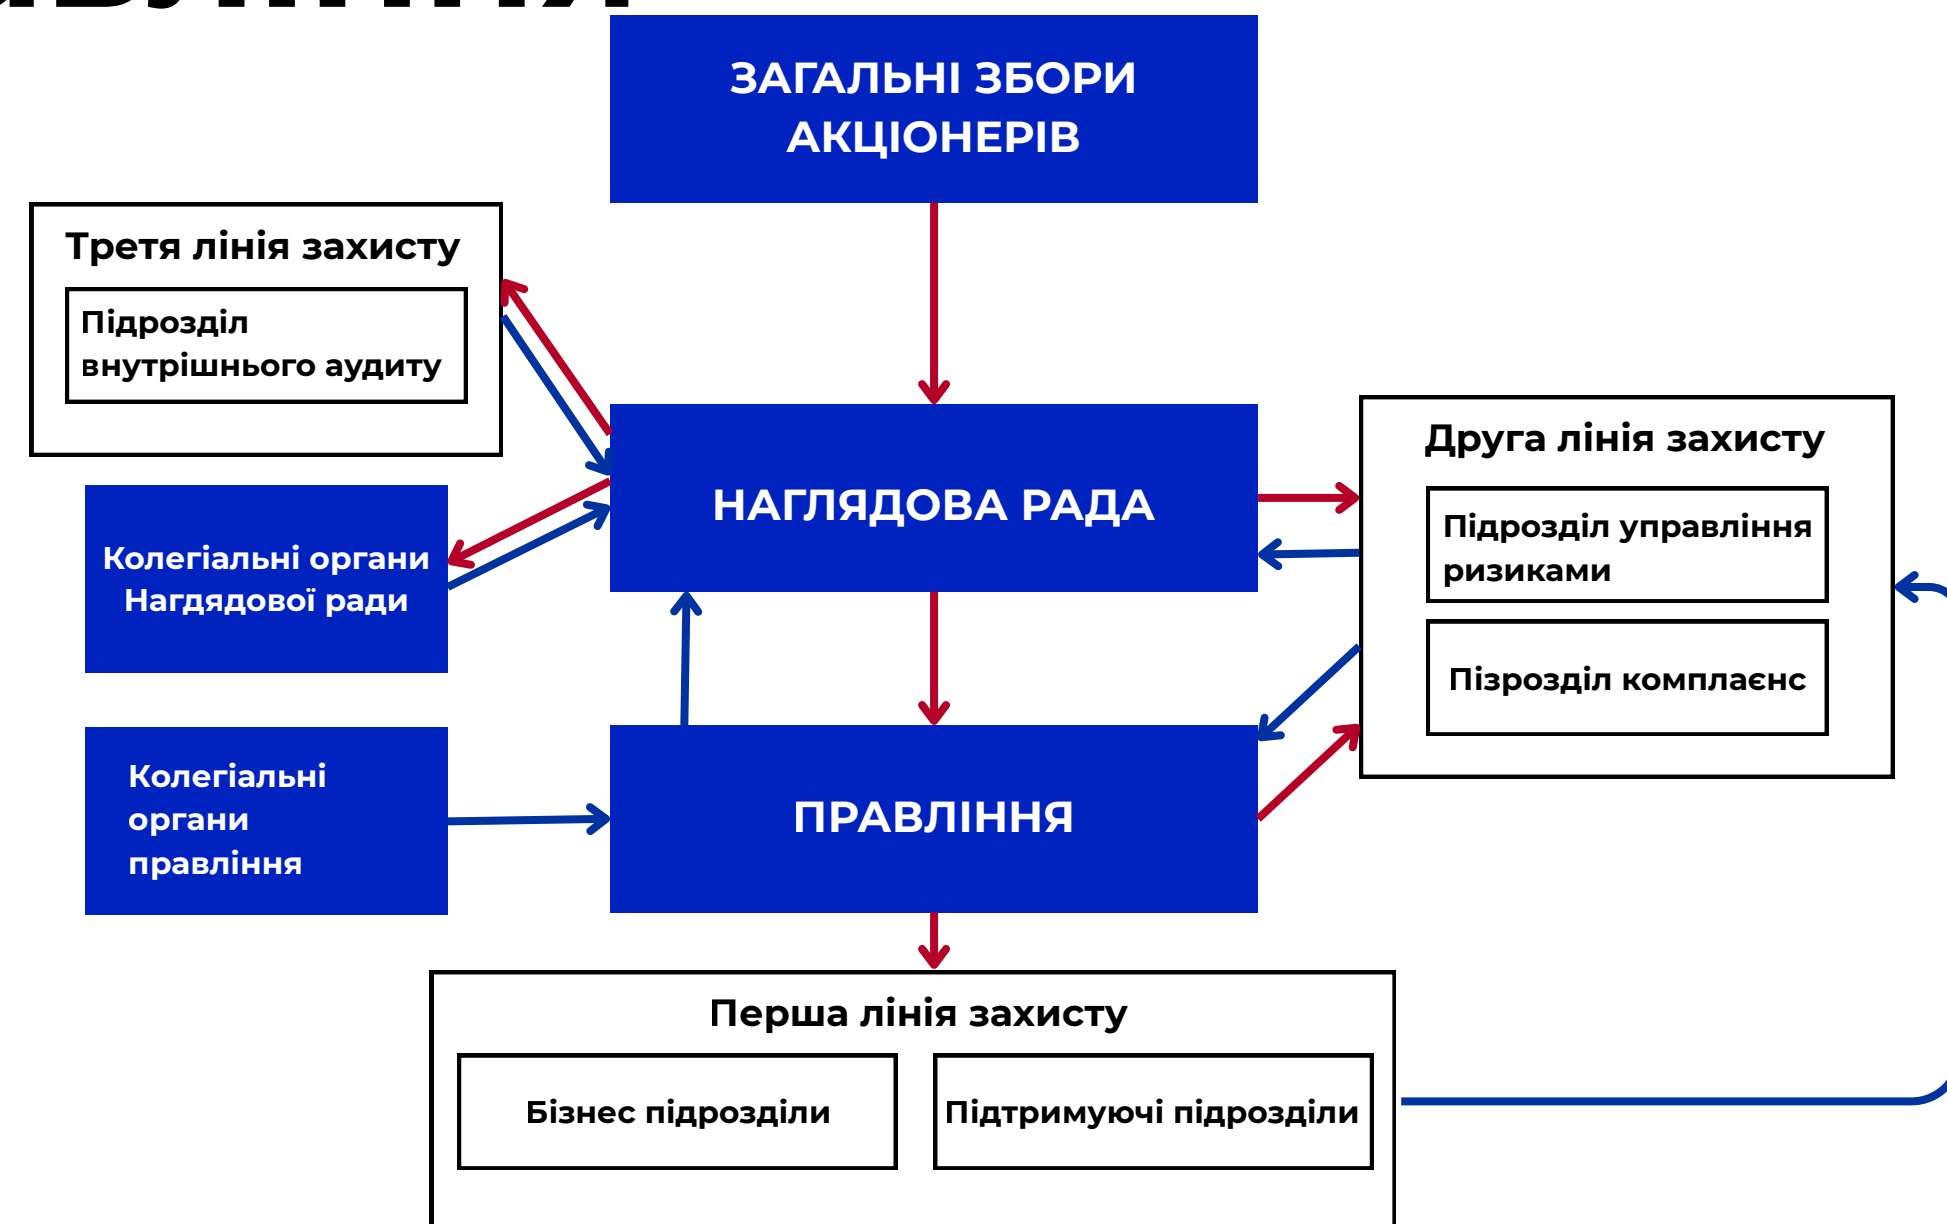 ЗАГАЛЬНІ ЗБОРИ
АКЦІОНЕРІВ
Третя лінія захисту
Підрозділ
внутрішнього аудиту
НАГЛЯДОВА РАДА
Друга лінія захисту
Підрозділ управління
ризиками
Пізрозділ комплаєнс
Колегіальні органи
Нагдядової ради
Колегіальні
органи
правління
ПРАВЛІННЯ
Перша лінія захисту
Бізнес підрозділи
Підтримуючі підрозділи